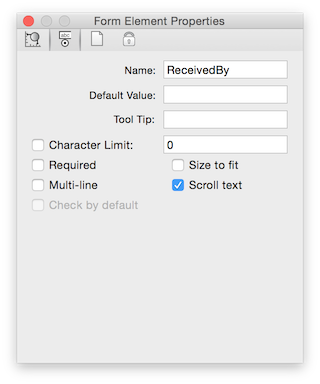 Form Element Properties
abc
Name: ReceivedBy
Default Value:
Tool Tip:
Character Limit: 0
Required Size to fit
Multi-line Scroll text
Check by default